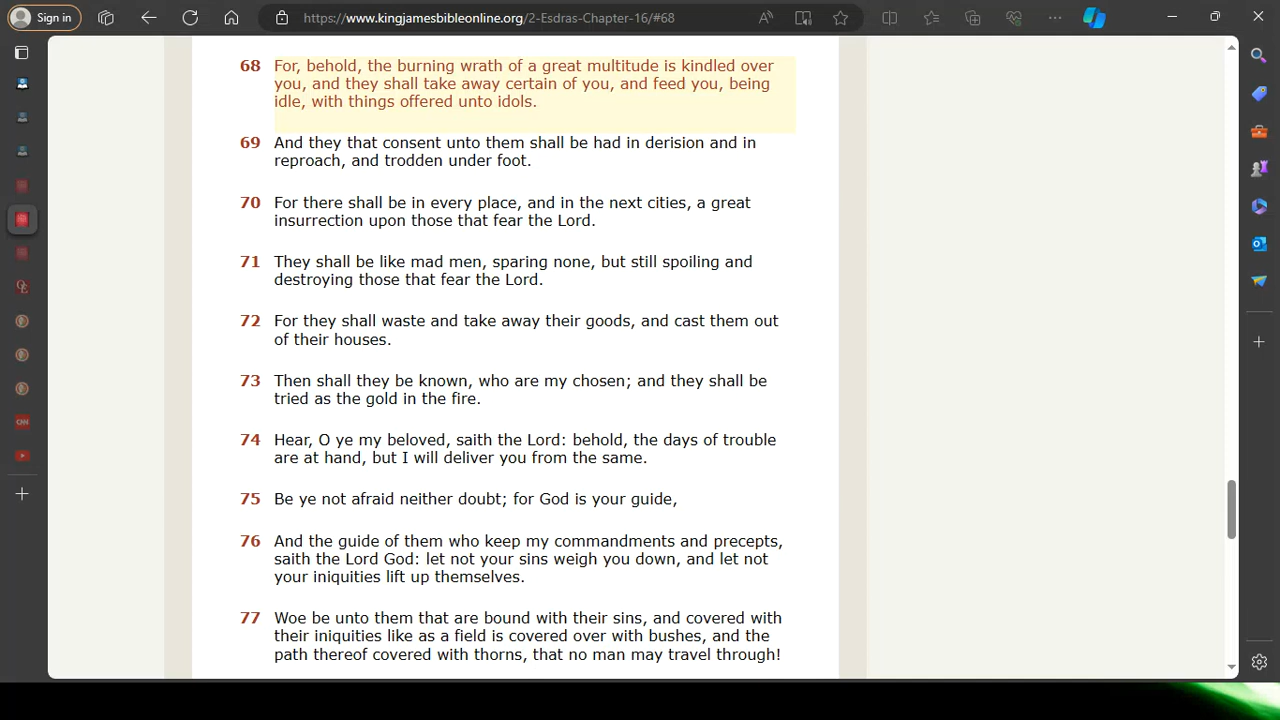 Sign in
https://www.kingjamesbibleonline.org/2-Esdras-Chapter-16/#68
68 For, behold, the burning wrath of a great multitude is kindled over
you, and they shall take away certain of you, and feed you, being
idle, with things offered unto idols.
69 And they that consent unto them shall be had in derision and in
reproach, and trodden under foot.
70 For there shall be in every place, and in the next cities, a great
insurrection upon those that fear the Lord.
71 They shall be like mad men, sparing none, but still spoiling and
destroying those that fear the Lord.
72 For they shall waste and take away their goods, and cast them out
of their houses.
73 Then shall they be known, who are my chosen; and they shall be
tried as the gold in the fire.
74 Hear, O ye my beloved, saith the Lord: behold, the days of trouble
are at hand, but I will deliver you from the same.
75 Be ye not afraid neither doubt; for God is your guide,
76 And the guide of them who keep my commandments and precepts,
saith the Lord God: let not your sins weigh you down, and let not
your iniquities lift up themselves.
77 Woe be unto them that are bound with their sins, and covered with
their iniquities like as a field is covered over with bushes, and the
path thereof covered with thorns, that no man may travel through!
CNN